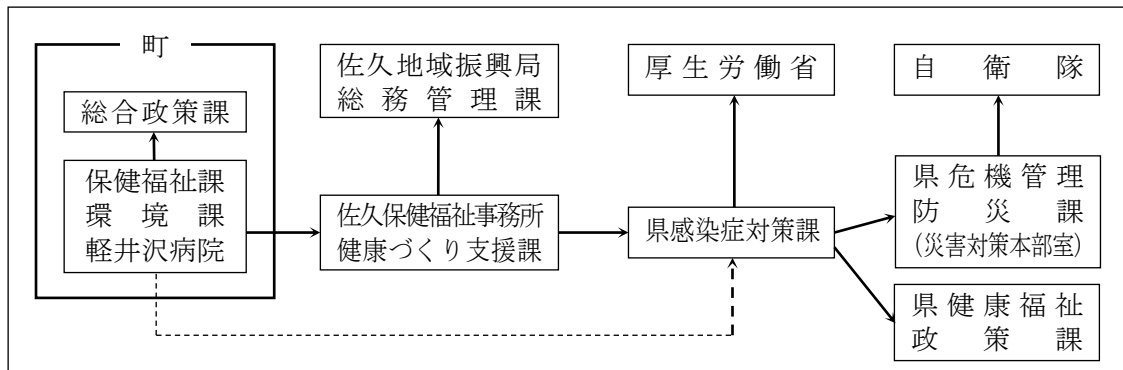 町
総合政策課
保健福祉課
環境課
軽井沢病院
佐久地域振興局
総務管理課
佐久保健福祉事務所
健康づくり支援課
厚生労働省
県感染症対策課
自衛隊
県危機管理
防災課
（災害対策本部室）
県健康福祉
政策課